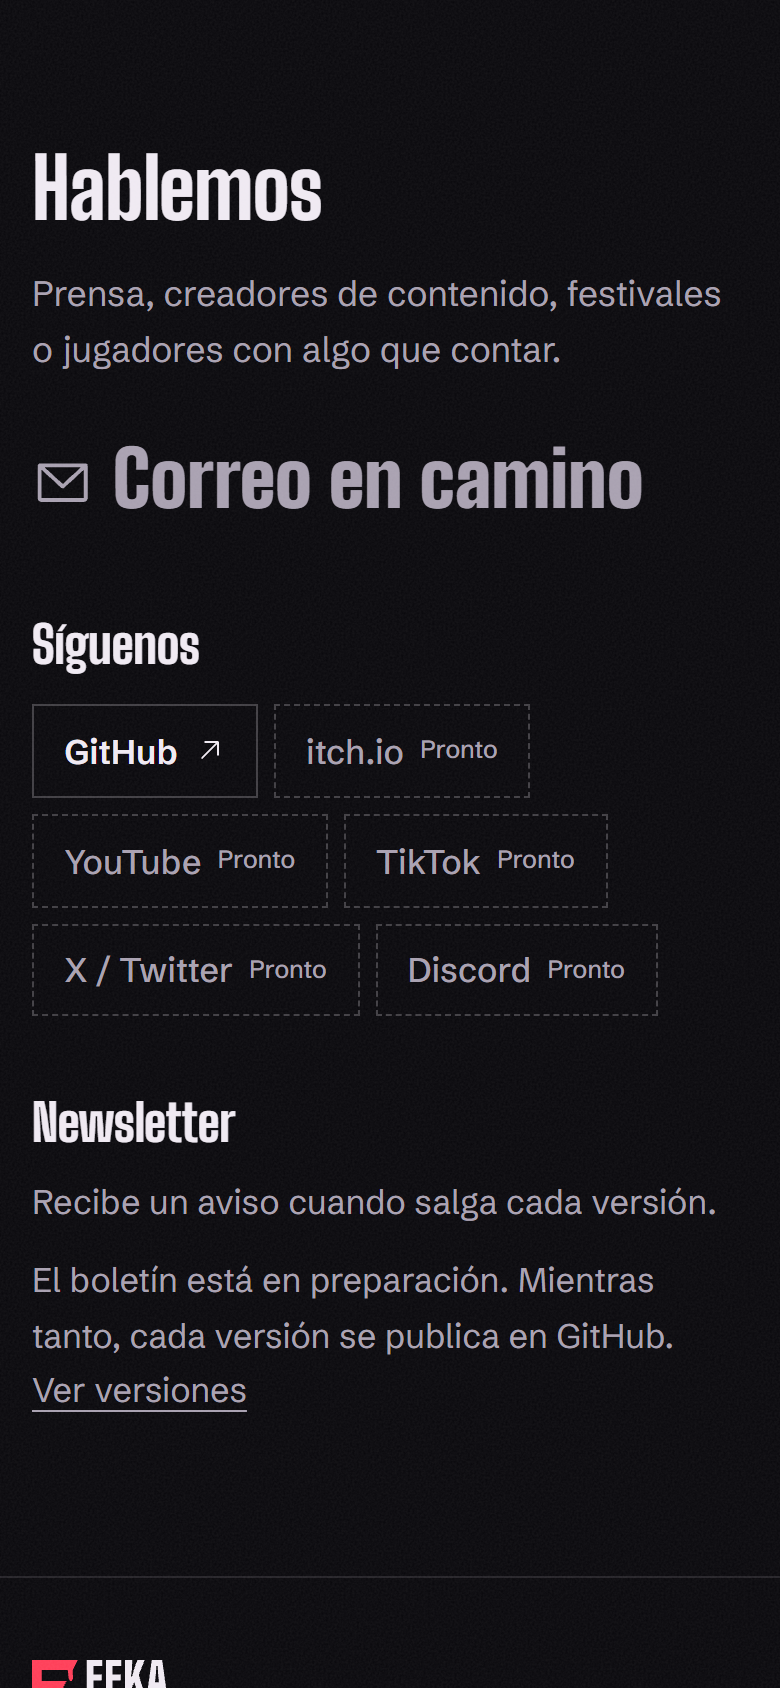 Hablemos
Prensa, creadores de contenido, festivales
o jugadores con algo que contar.
Correo en camino
Síguenos
GitHub
itch.io Pronto
YouTube Pronto
TikTok Pronto
X / Twitter Pronto
Discord Pronto
Newsletter
Recibe un aviso cuando salga cada versión.
El boletín está en preparación. Mientras
tanto, cada versión se publica en GitHub.
Ver versiones